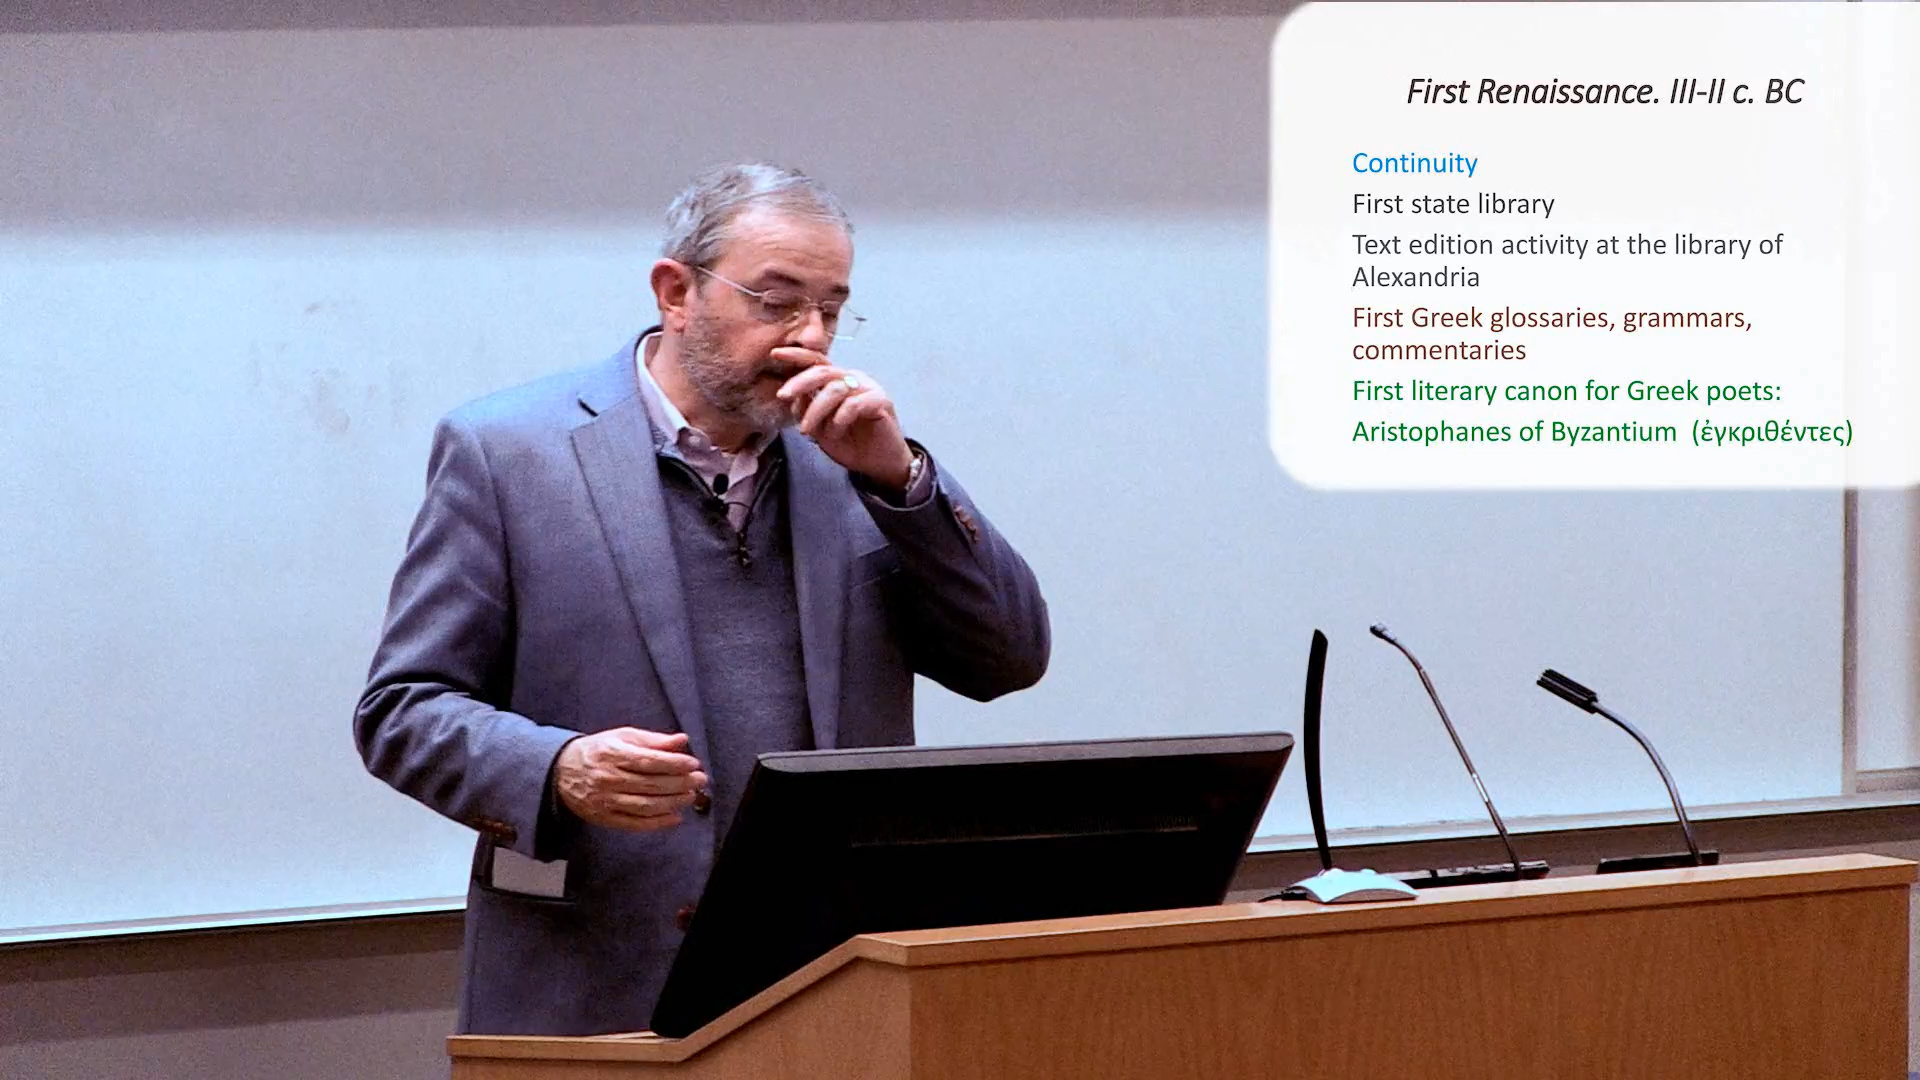 First Renaissance. III-II c. BC
Continuity
First state library
Text edition activity at the library of
Alexandria
First Greek glossaries, grammars,
commentaries
First literary canon for Greek poets:
Aristophanes of Byzantium (ἐγκριθέντες)